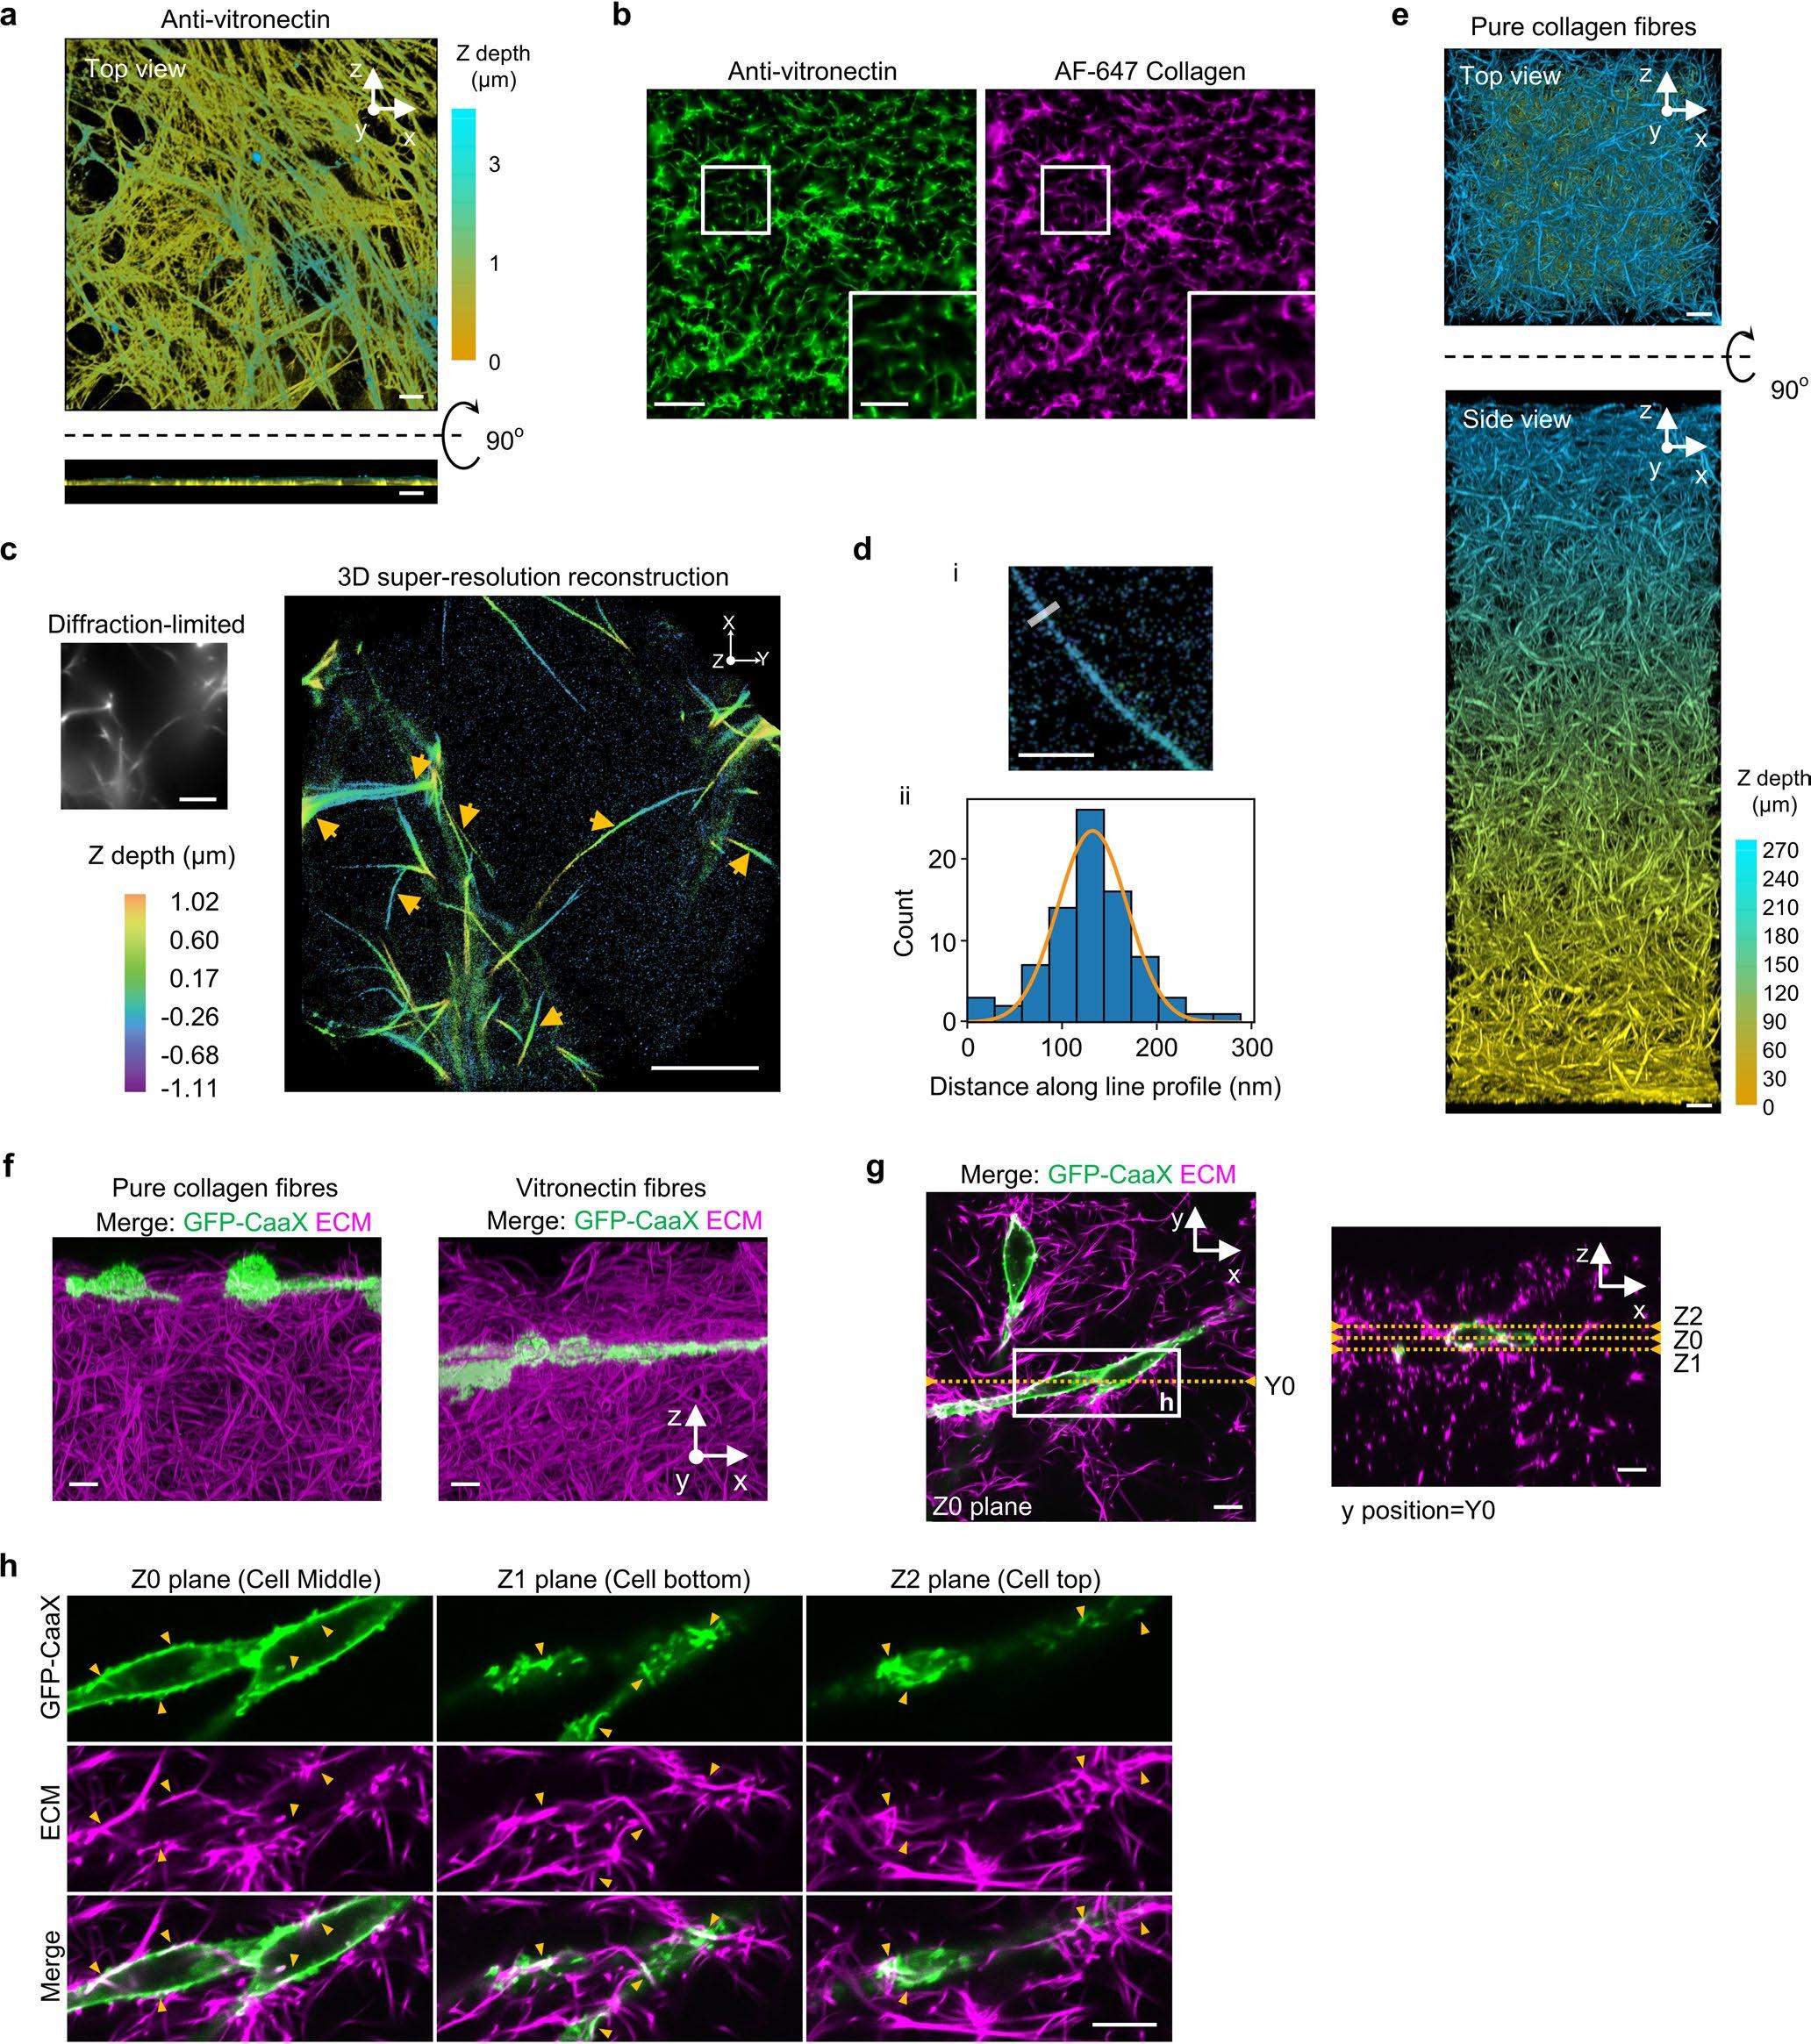 a
Anti-vitronectin
Top view
z
y
x
Z depth
(µm)
3
1
0
90°
b
Anti-vitronectin
AF-647 Collagen
e
Pure collagen fibres
Top view
z
y
x
90°
Side view
z
y
x
Z depth
(µm)
270
240
210
180
150
120
90
60
30
0
c
3D super-resolution reconstruction
Diffraction-limited
X
Z
Y
Z depth (µm)
1.02
0.60
0.17
-0.26
-0.68
-1.11
d
i
ii
Count
20
10
0
0 100 200 300
Distance along line profile (nm)
f
Pure collagen fibres
Merge: GFP-CaaX ECM
Vitronectin fibres
Merge: GFP-CaaX ECM
z
y
x
g
Merge: GFP-CaaX ECM
y
x
Y0
h
Z0 plane
z
x
Z2
Z0
Z1
y position=Y0
h
Z0 plane (Cell Middle)
Z1 plane (Cell bottom)
Z2 plane (Cell top)
GFP-CaaX
ECM
Merge